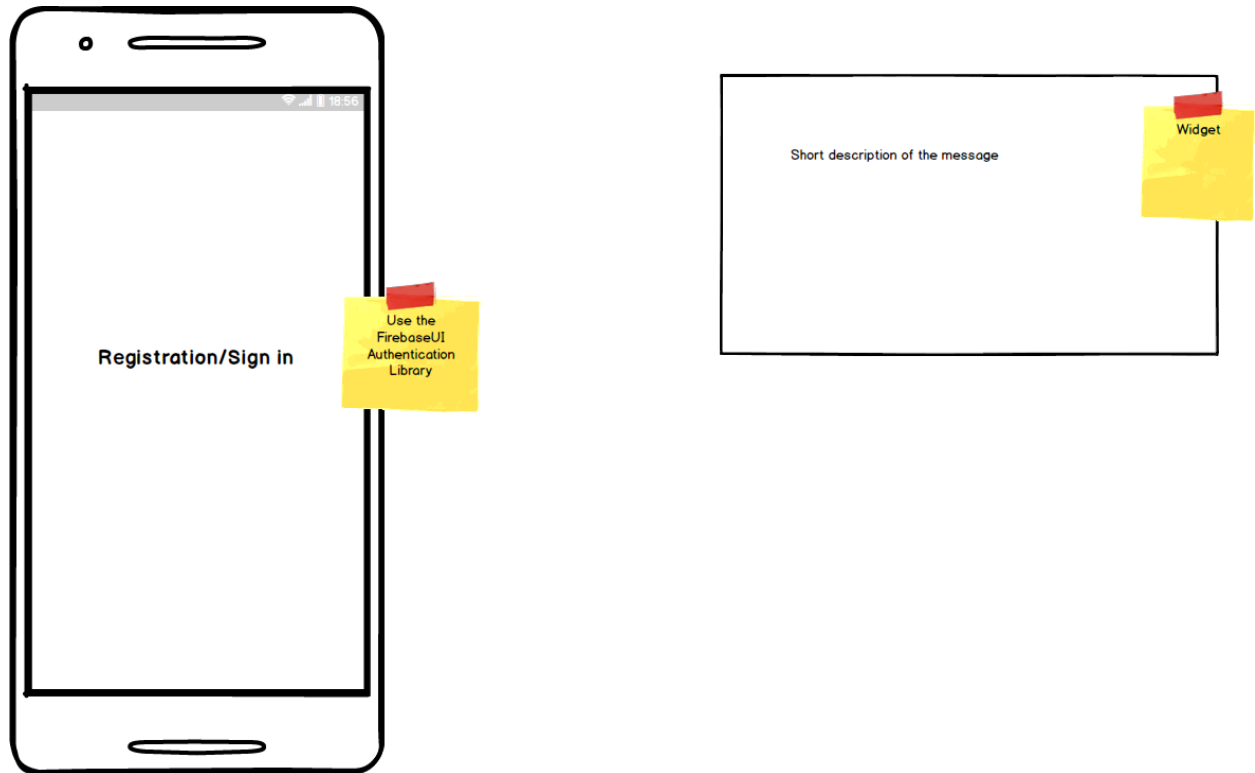 18:56
Registration/Sign in
Use the
FirebaseUI
Authentication
Library
Short description of the message
Widget